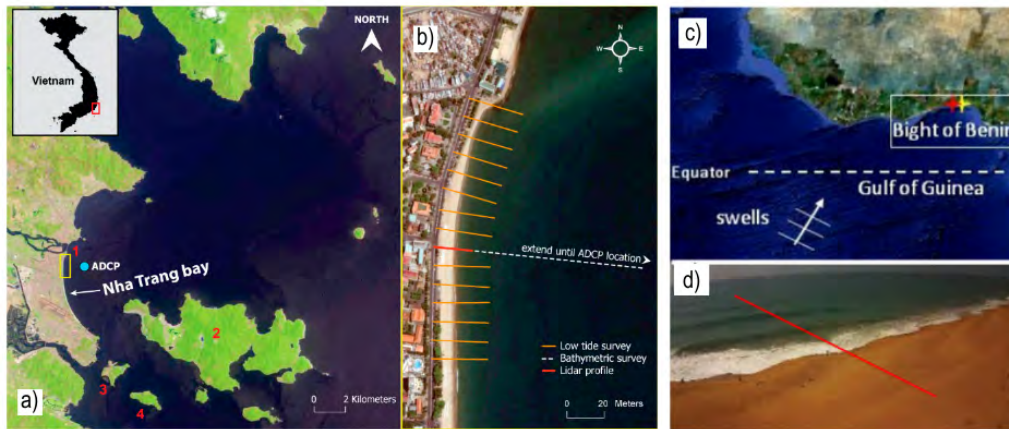 a)
Vietnam
NORTH
1
ADCP
Nha Trang bay
2
3
4
0 2 Kilometers
b)
N
W E
S
extend until ADCP location
Low tide survey
Bathymetric survey
Lidar profile
0 20 Meters
c)
Bight of Benin
Equator
Gulf of Guinea
swells
d)